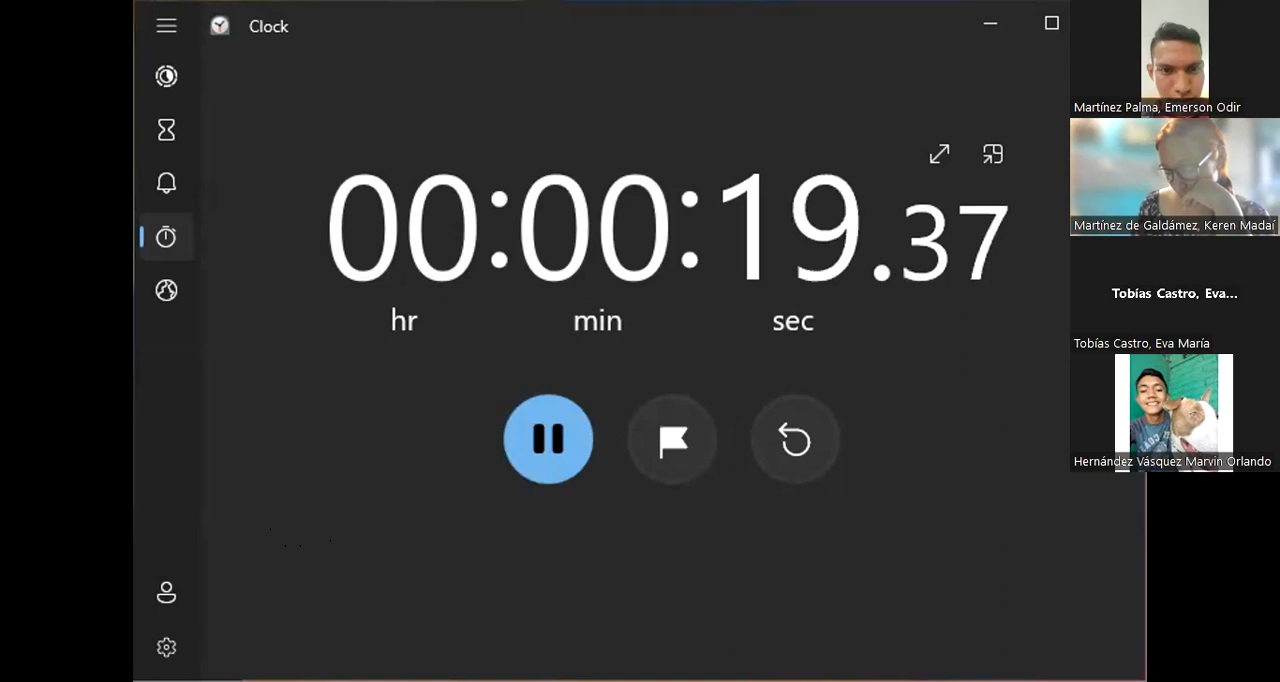 Clock
00:00:19.37
hr min sec
Martínez Palma, Emerson Odir
Martínez de Galdámez, Keren Madaí
Tobías Castro, Eva...
Tobías Castro, Eva María
Hernández Vásquez Marvin Orlando